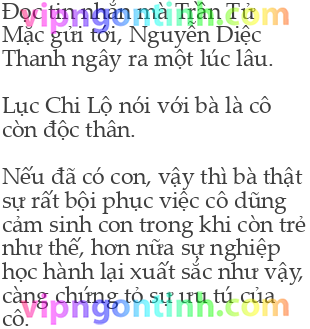 Đọc tin nhắn mà Trần Tử
Mặc gửi tới, Nguyễn Diệc
Thanh ngây ra một lúc lâu.
Lục Chi Lộ nói với bà là cô
còn độc thân.
Nếu đã có con, vậy thì bà thật
sự rất bội phục việc cô dũng
cảm sinh con trong khi còn trẻ
như thế, hơn nữa sự nghiệp
học hành lại xuất sắc như vậy,
càng chứng tỏ sự ưu tú của
cô.
vipngontinh.com
vipngontinh.com